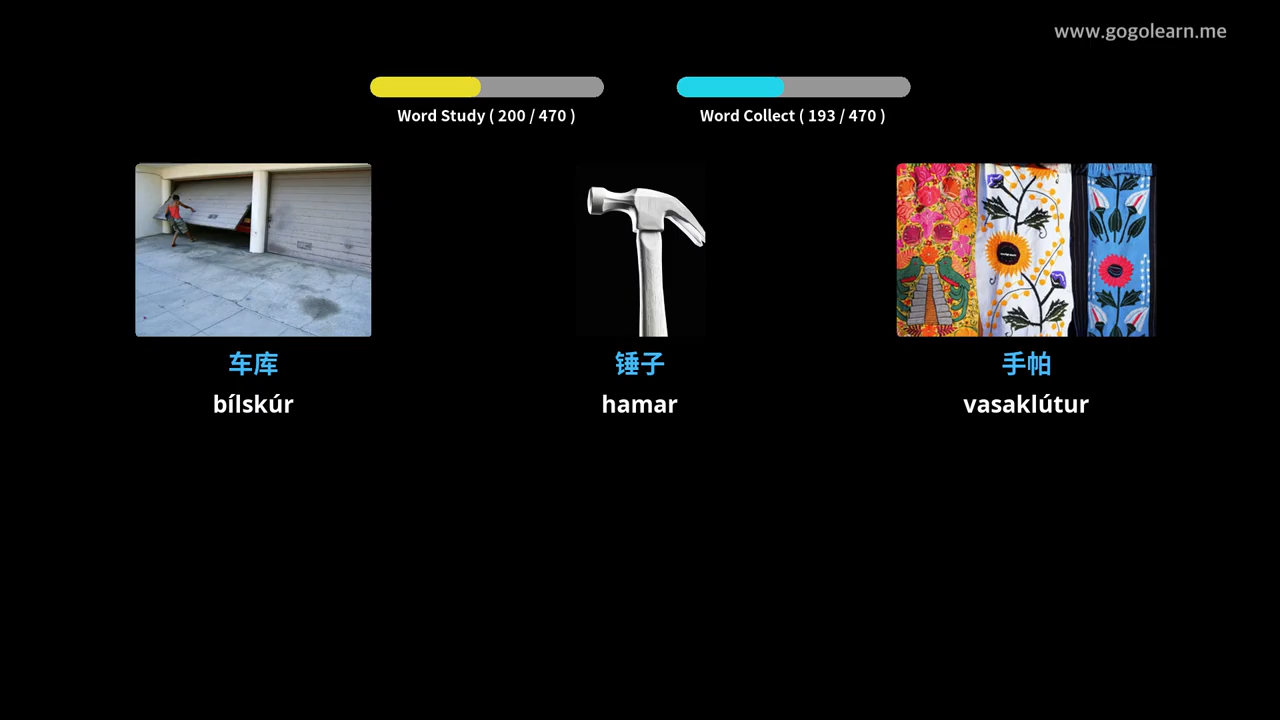 www.gogolearn.me
Word Study ( 200 / 470 )
Word Collect ( 193 / 470 )
车库
锤子
手帕
bílskúr
hamar
vasaklútur